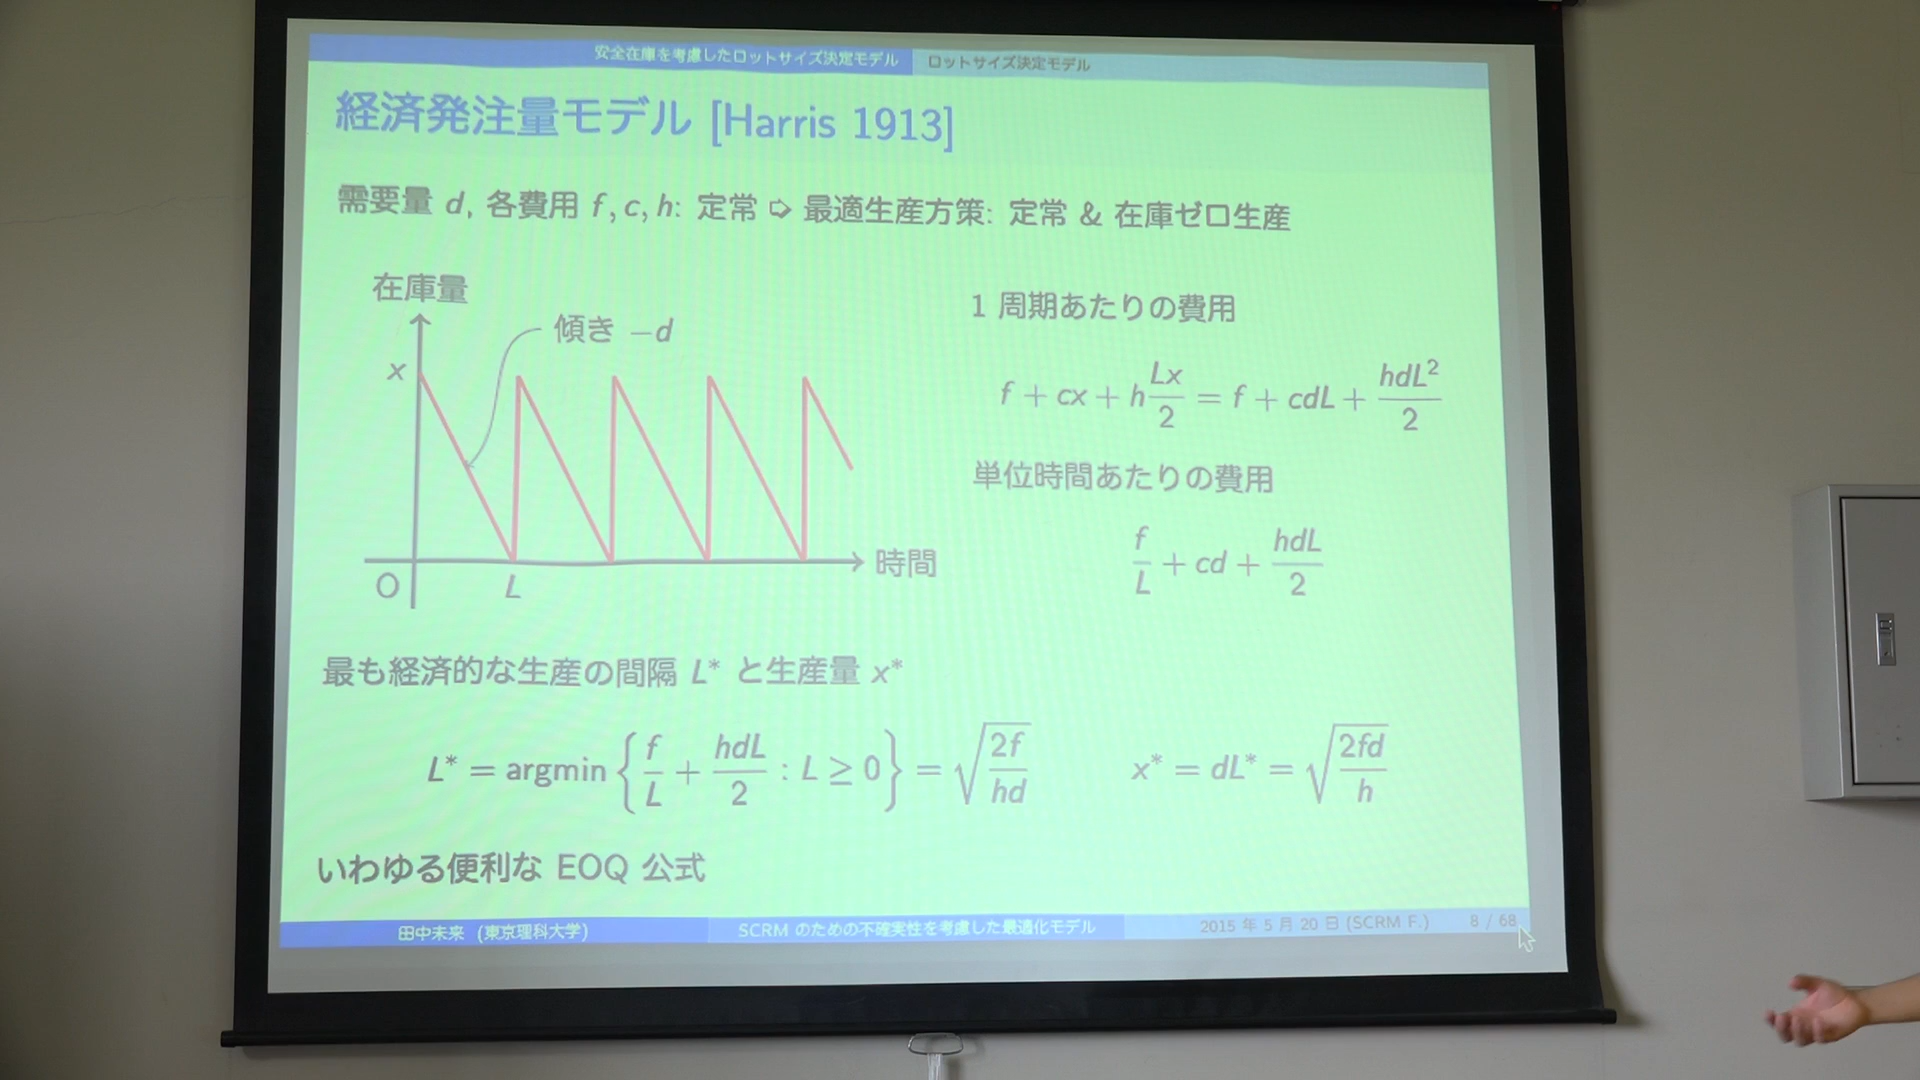 安全在庫を考慮したロットサイズ決定モデル ロットサイズ決定モデル
経済発注量モデル [Harris 1913]
需要量 d, 各費用 f, c, h: 定常 ➩ 最適生産方策: 定常 & 在庫ゼロ生産
在庫量
傾き −d
x
O
L
時間
1 周期あたりの費用
f + cx + h Lx/2 = f + cdL + hdL²/2
単位時間あたりの費用
f/L + cd + hdL/2
最も経済的な生産の間隔 L* と生産量 x*
L* = argmin { f/L + hdL/2 : L ≥ 0 } = √(2f/hd) x* = dL* = √(2fd/h)
いわゆる便利な EOQ 公式
田中未来 (東京理科大学) SCRM のための不確実性を考慮した最適化モデル 2015 年 5 月 20 日 (SCRM F.) 8 / 68